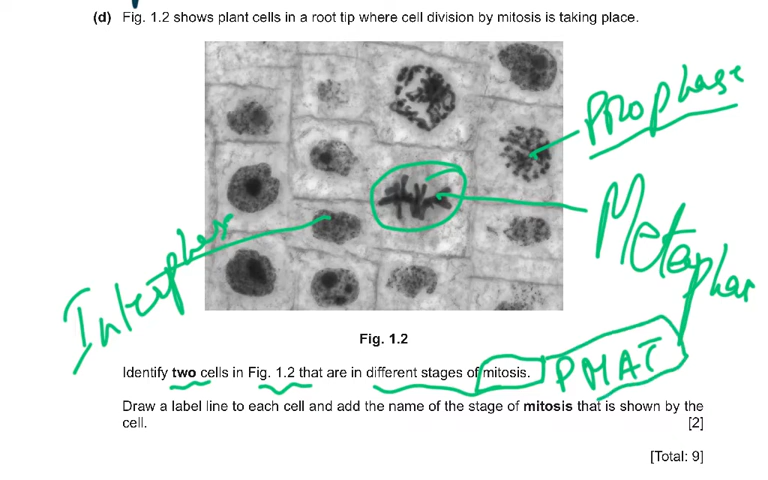 (d) Fig. 1.2 shows plant cells in a root tip where cell division by mitosis is taking place.
Prophase
Metaphas
Interphas
Fig. 1.2
PMAT
Identify two cells in Fig. 1.2 that are in different stages of mitosis.
Draw a label line to each cell and add the name of the stage of mitosis that is shown by the
cell. [2]
[Total: 9]